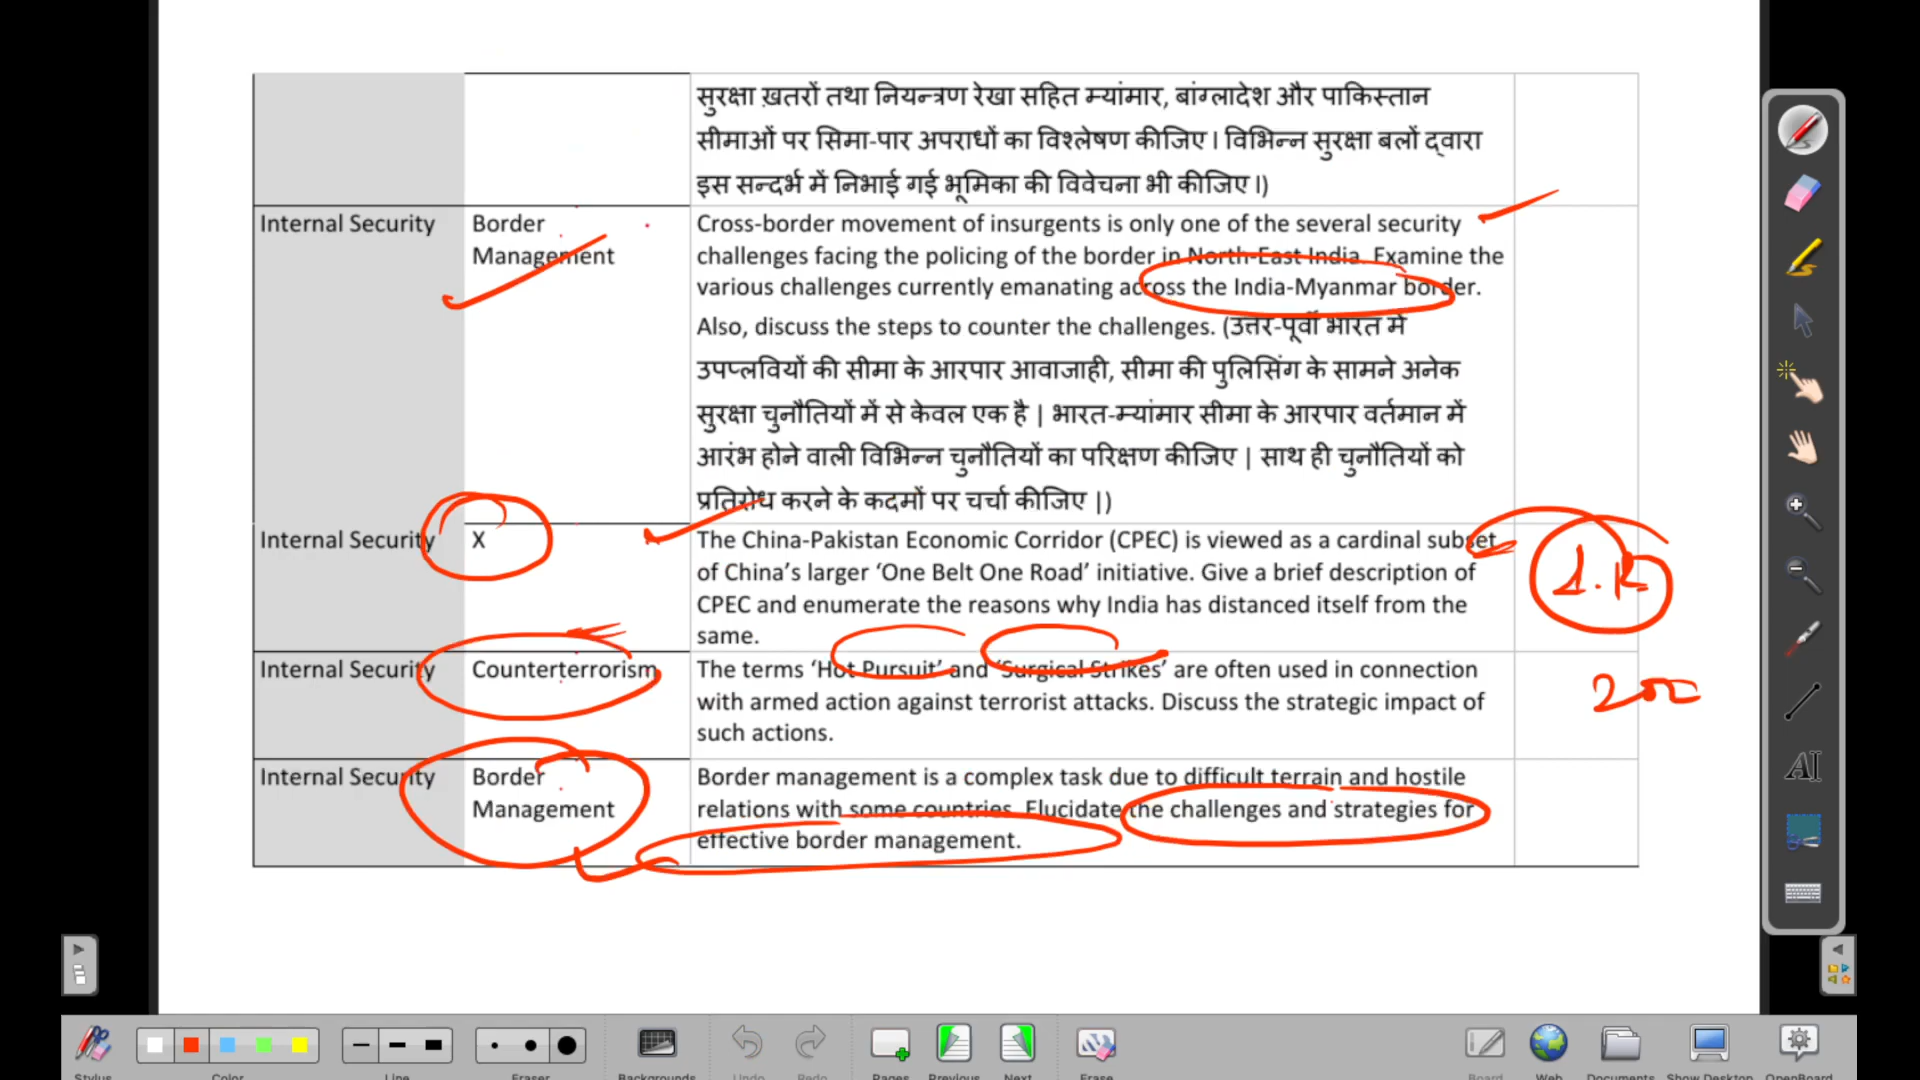 सुरक्षा ख़तरों तथा नियन्त्रण रेखा सहित म्यांमार, बांग्लादेश और पाकिस्तान
सीमाओं पर सिमा-पार अपराधों का विश्लेषण कीजिए । विभिन्न सुरक्षा बलों द्वारा
इस सन्दर्भ में निभाई गई भूमिका की विवेचना भी कीजिए ।)
Internal Security
Border
Management
Cross-border movement of insurgents is only one of the several security
challenges facing the policing of the border in North-East India. Examine the
various challenges currently emanating across the India-Myanmar border.
Also, discuss the steps to counter the challenges. (उत्तर-पूर्वी भारत में
उपप्लवियों की सीमा के आरपार आवाजाही, सीमा की पुलिसिंग के सामने अनेक
सुरक्षा चुनौतियों में से केवल एक है | भारत-म्यांमार सीमा के आरपार वर्तमान में
आरंभ होने वाली विभिन्न चुनौतियों का परिक्षण कीजिए | साथ ही चुनौतियों को
प्रतिरोध करने के कदमों पर चर्चा कीजिए |)
Internal Security
X
The China-Pakistan Economic Corridor (CPEC) is viewed as a cardinal subset
of China’s larger ‘One Belt One Road’ initiative. Give a brief description of
CPEC and enumerate the reasons why India has distanced itself from the
same.
Internal Security
Counterterrorism
The terms ‘Hot Pursuit’ and ‘Surgical Strikes’ are often used in connection
with armed action against terrorist attacks. Discuss the strategic impact of
such actions.
Internal Security
Border
Management
Border management is a complex task due to difficult terrain and hostile
relations with some countries. Elucidate the challenges and strategies for
effective border management.
AI
Stylus
Color
Line
Eraser
Backgrounds
Undo
Redo
Pages
Previous
Next
Erase
Board
Web
Documents
Show Desktop
OpenBoard